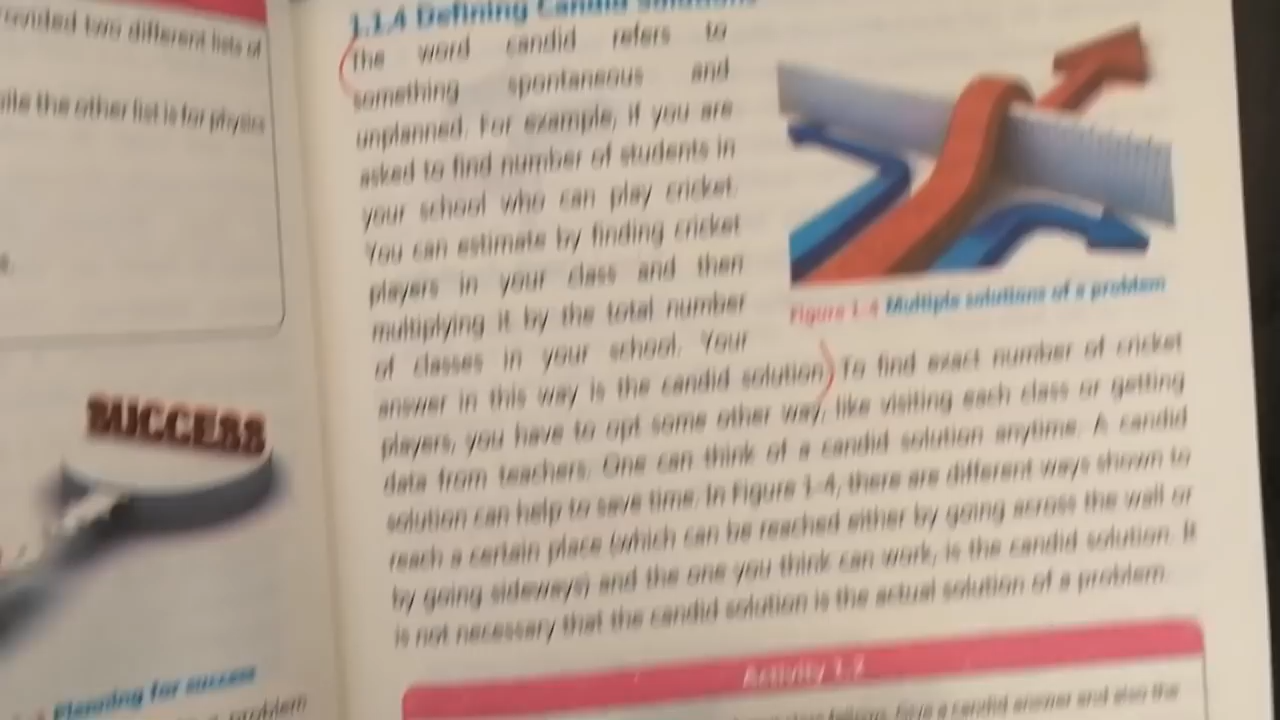 rovided two different lists of
ile the other list is for physics
SUCCESS
Planning for success
problem
1.1.4 Defining Candid Solutions
The word candid refers to
something spontaneous and
unplanned. For example, if you are
asked to find number of students in
your school who can play cricket.
You can estimate by finding cricket
players in your class and then
multiplying it by the total number
of classes in your school. Your
answer in this way is the candid solution. To find exact number of cricket
players, you have to opt some other way, like visiting each class or getting
data from teachers. One can think of a candid solution anytime. A candid
solution can help to save time. In Figure 1-4, there are different ways shown to
reach a certain place (which can be reached either by going across the wall or
by going sideways) and the one you think can work, is the candid solution. It
is not necessary that the candid solution is the actual solution of a problem.
Figure 1-4 Multiple solutions of a problem
Activity 1.2
Give a candid answer and also the